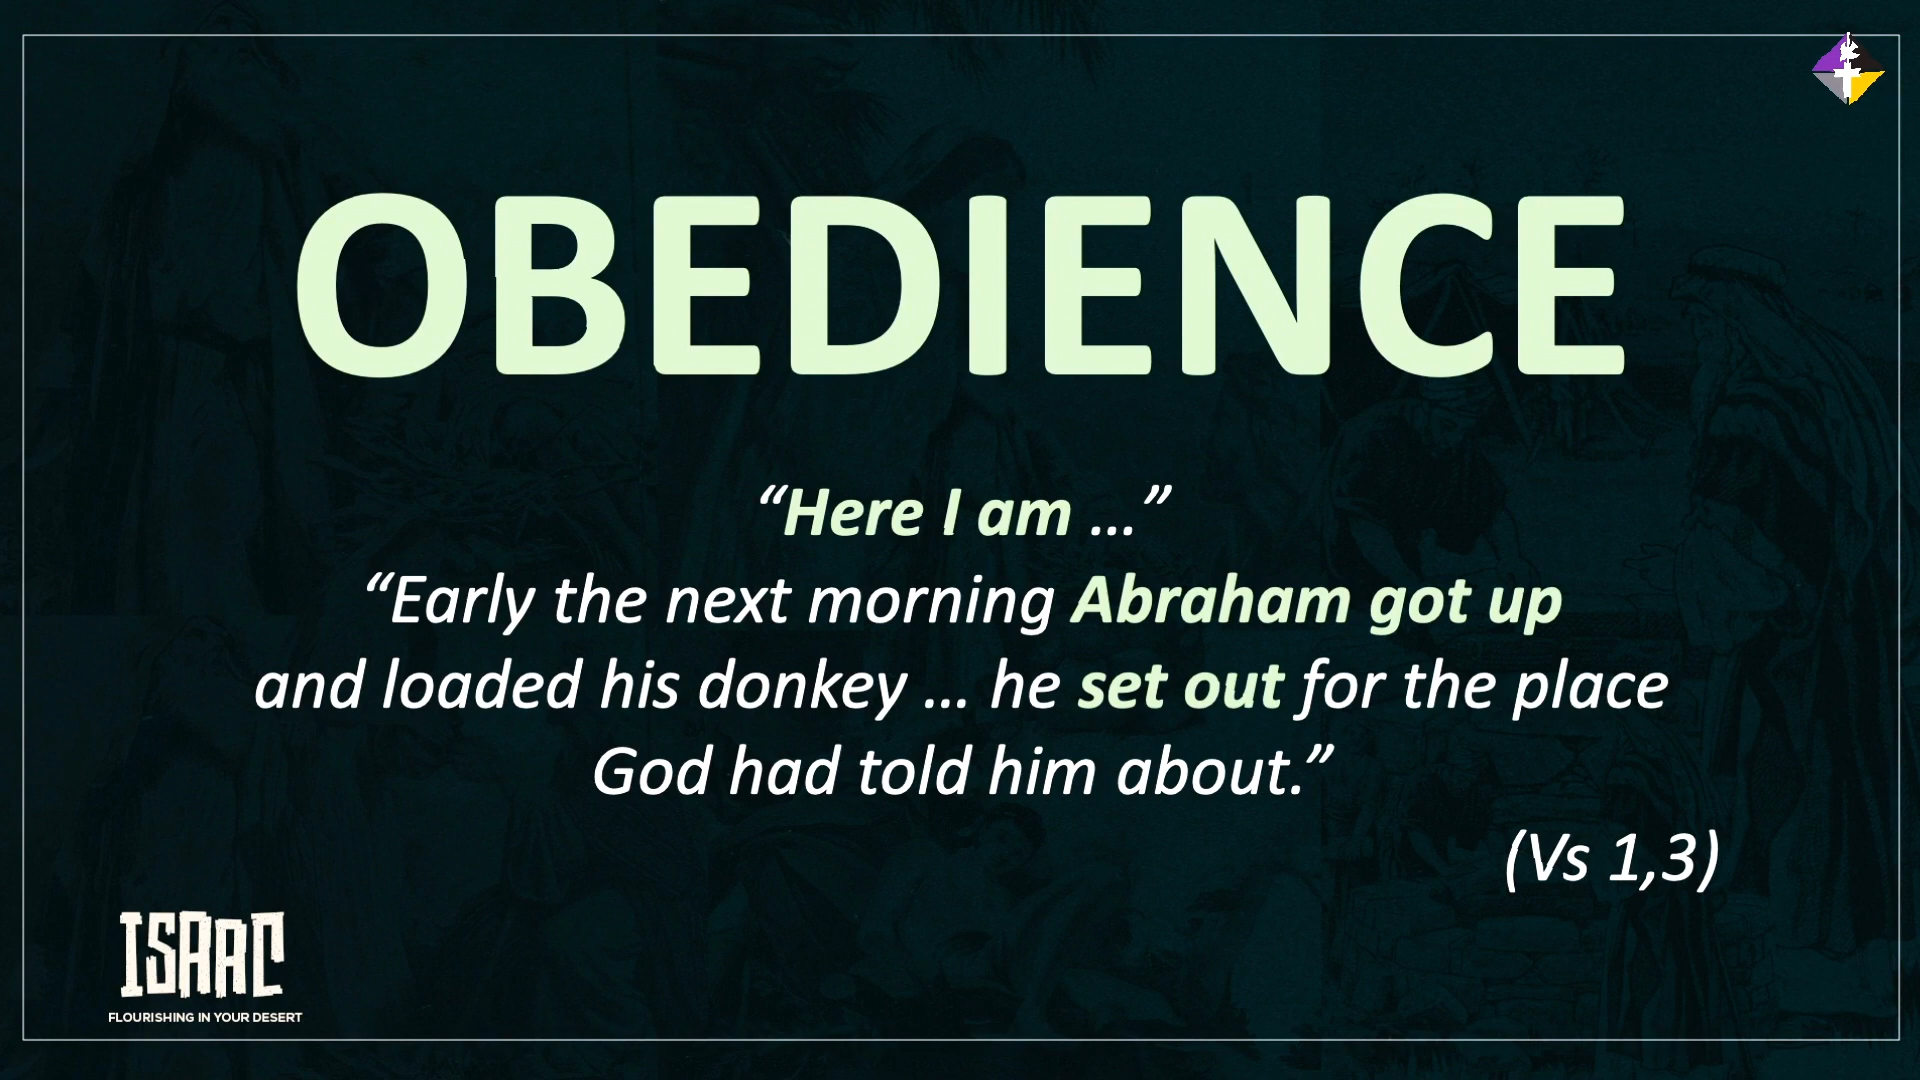 OBEDIENCE
“Here I am ...”
“Early the next morning Abraham got up
and loaded his donkey ... he set out for the place
God had told him about.”
(Vs 1,3)
ISAAC
FLOURISHING IN YOUR DESERT